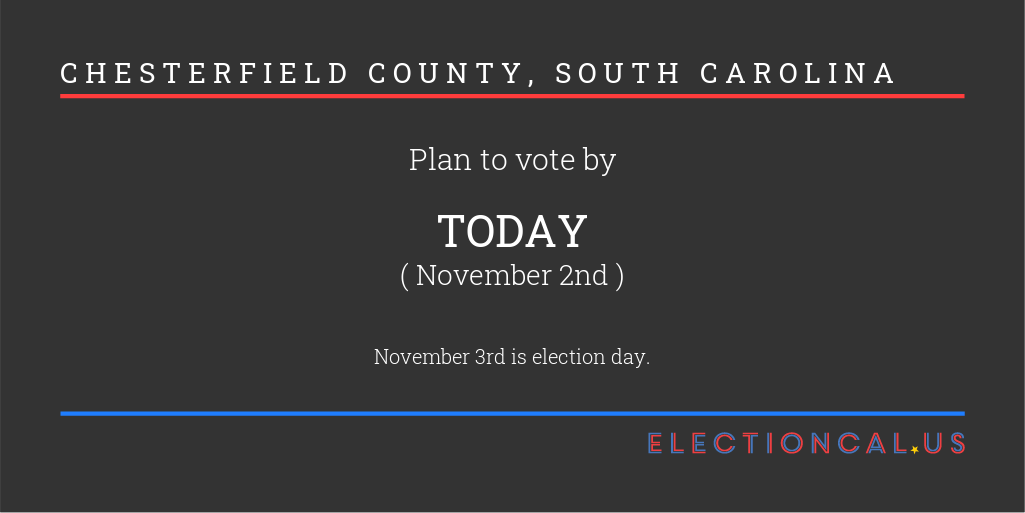 CHESTERFIELD COUNTY, SOUTH CAROLINA
Plan to vote by
TODAY
( November 2nd )
November 3rd is election day.
ELECTIONCAL.US